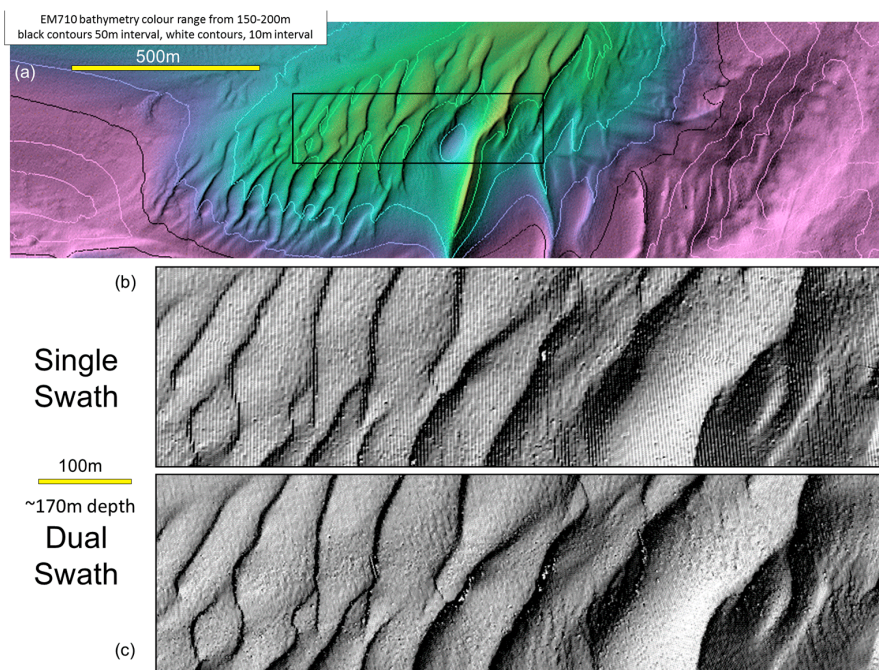 EM710 bathymetry colour range from 150-200m
black contours 50m interval, white contours, 10m interval
500m
(a)
(b)
Single
Swath
100m
~170m depth
Dual
Swath
(c)